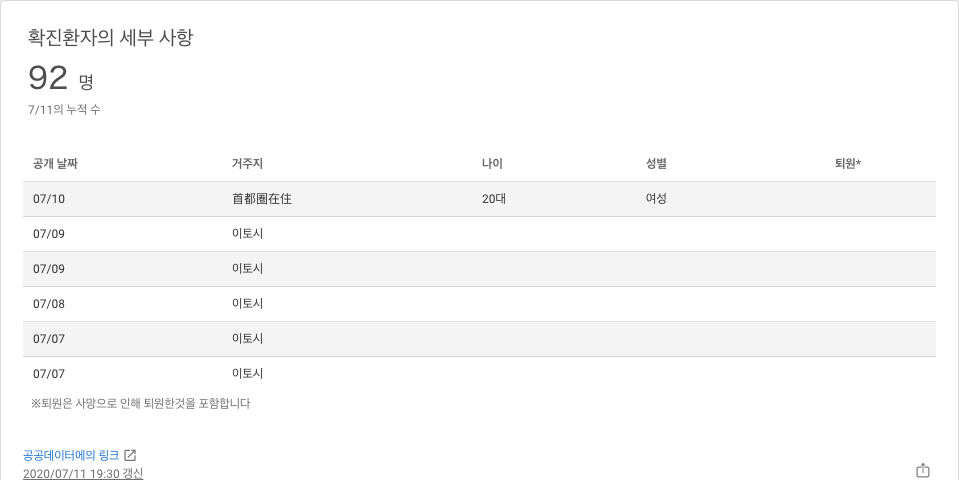 확진환자의 세부 사항
92 명
7/11의 누적 수
공개 날짜 거주지 나이 성별 퇴원*
07/10 首都圏在住 20대 여성
07/09 이토시
07/09 이토시
07/08 이토시
07/07 이토시
07/07 이토시
※퇴원은 사망으로 인해 퇴원한것을 포함합니다
공공데이터에의 링크
2020/07/11 19:30 갱신